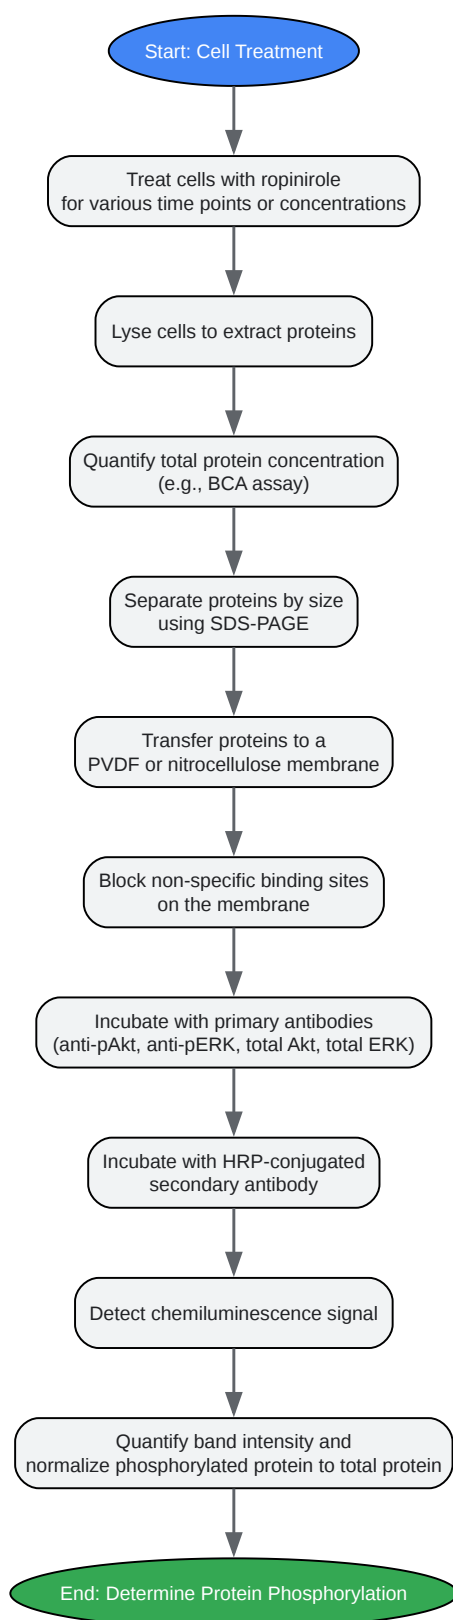 Start: Cell Treatment
Treat cells with ropinirole
for various time points or concentrations
Lyse cells to extract proteins
Quantify total protein concentration
(e.g., BCA assay)
Separate proteins by size
using SDS-PAGE
Transfer proteins to a
PVDF or nitrocellulose membrane
Block non-specific binding sites
on the membrane
Incubate with primary antibodies
(anti-pAkt, anti-pERK, total Akt, total ERK)
Incubate with HRP-conjugated
secondary antibody
Detect chemiluminescence signal
Quantify band intensity and
normalize phosphorylated protein to total protein
End: Determine Protein Phosphorylation